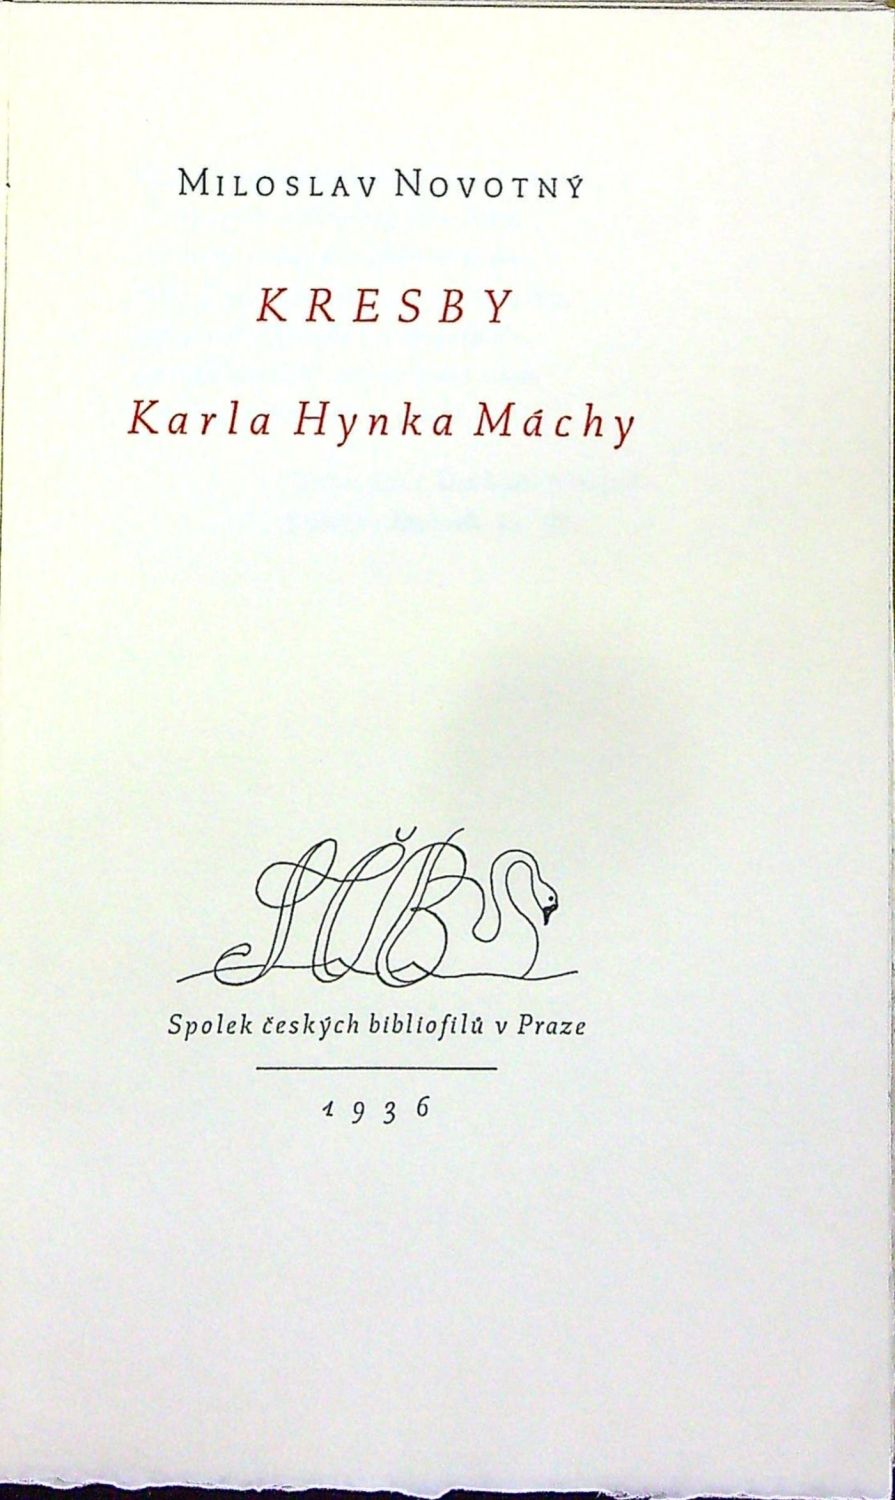 MILOSLAV NOVOTNÝ
KRESBY
Karla Hynka Máchy
SČB
Spolek českých bibliofilů v Praze
1936